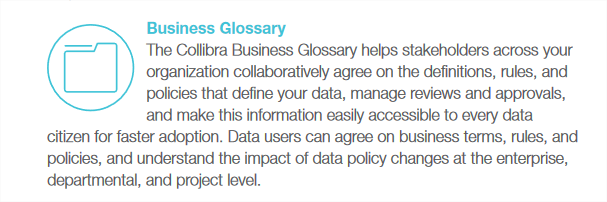 Business Glossary
The Collibra Business Glossary helps stakeholders across your
organization collaboratively agree on the definitions, rules, and
policies that define your data, manage reviews and approvals,
and make this information easily accessible to every data
citizen for faster adoption. Data users can agree on business terms, rules, and
policies, and understand the impact of data policy changes at the enterprise,
departmental, and project level.